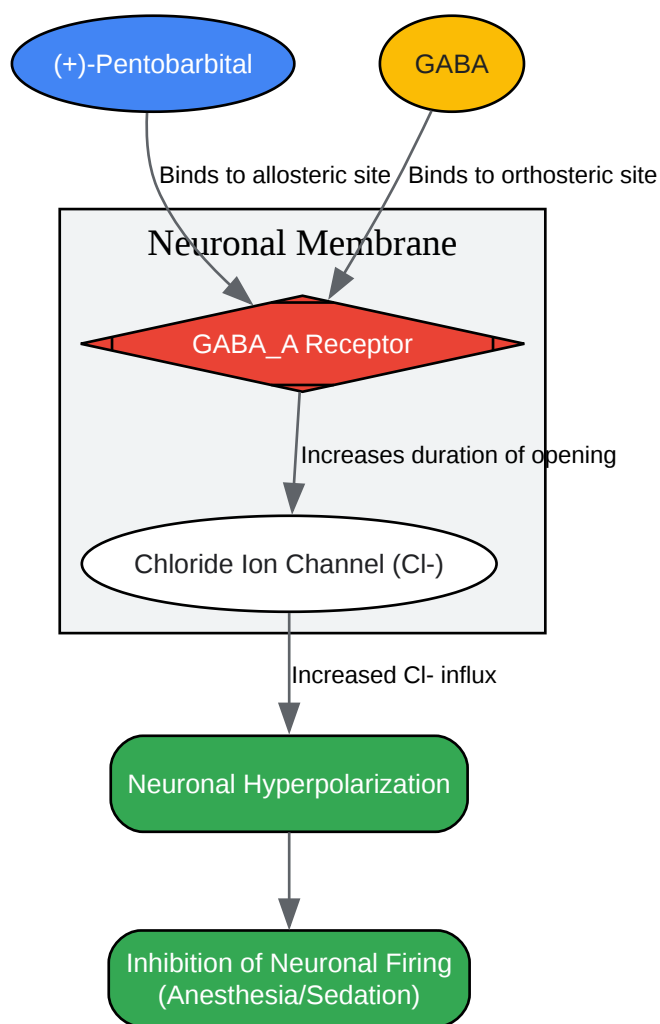 (+)-Pentobarbital
GABA
Binds to allosteric site
Binds to orthosteric site
Neuronal Membrane
GABA_A Receptor
Increases duration of opening
Chloride Ion Channel (Cl-)
Increased Cl- influx
Neuronal Hyperpolarization
Inhibition of Neuronal Firing
(Anesthesia/Sedation)